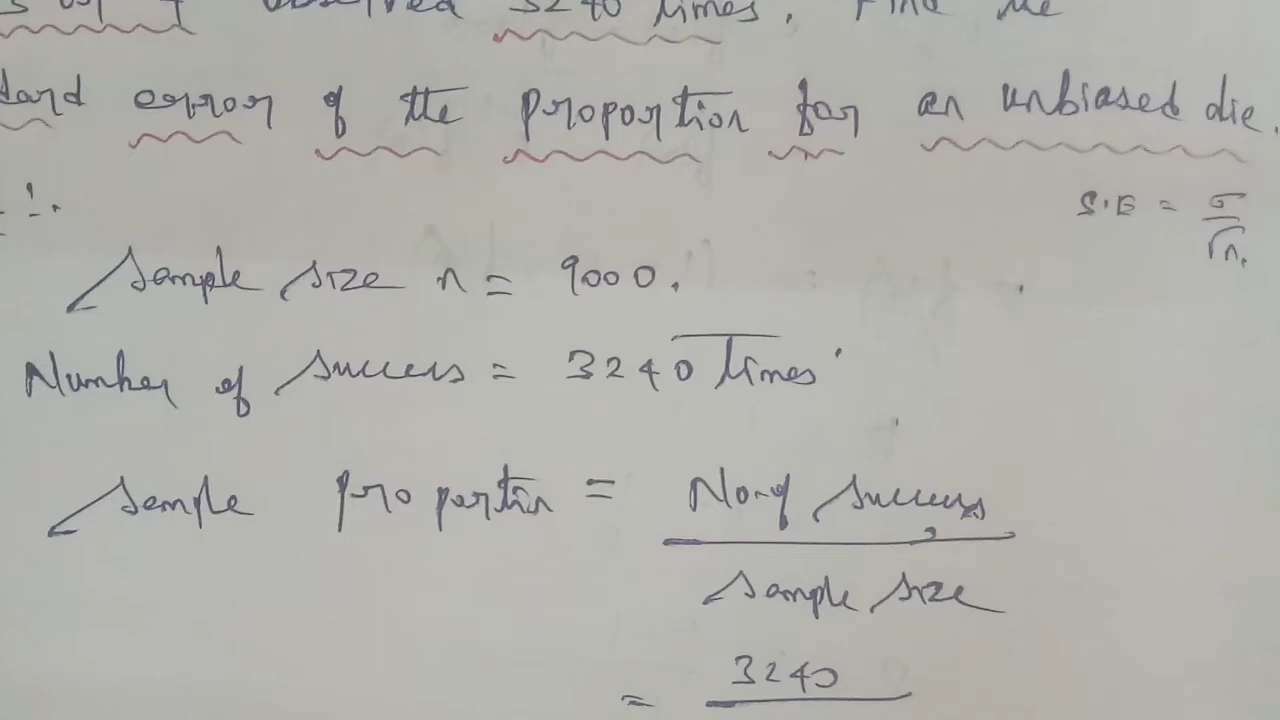 observed 3240 times. Find the
dard error of the proportion for an unbiased die.
S.E = σ/√n.
Sample size n = 9000.
Number of success = 3240 times
Sample proportion = No.of success
Sample size
= 3240